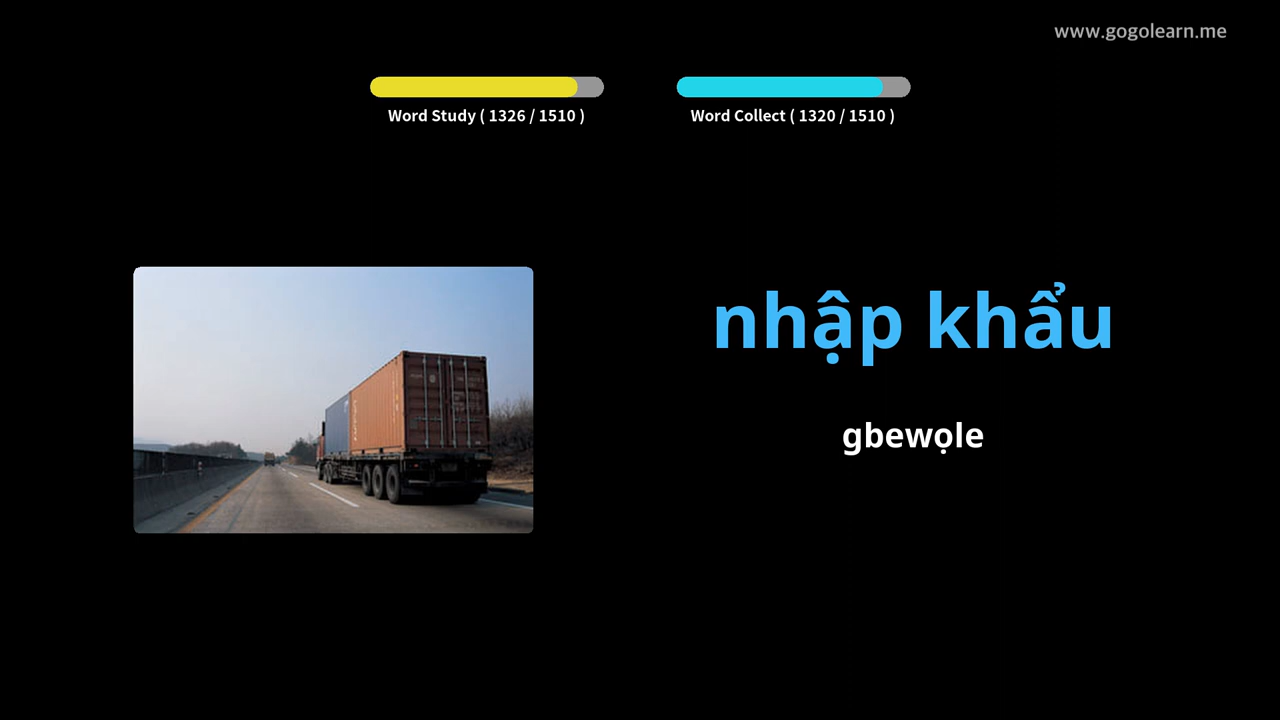 www.gogolearn.me
Word Study ( 1326 / 1510 )
Word Collect ( 1320 / 1510 )
nhập khẩu
gbewọle